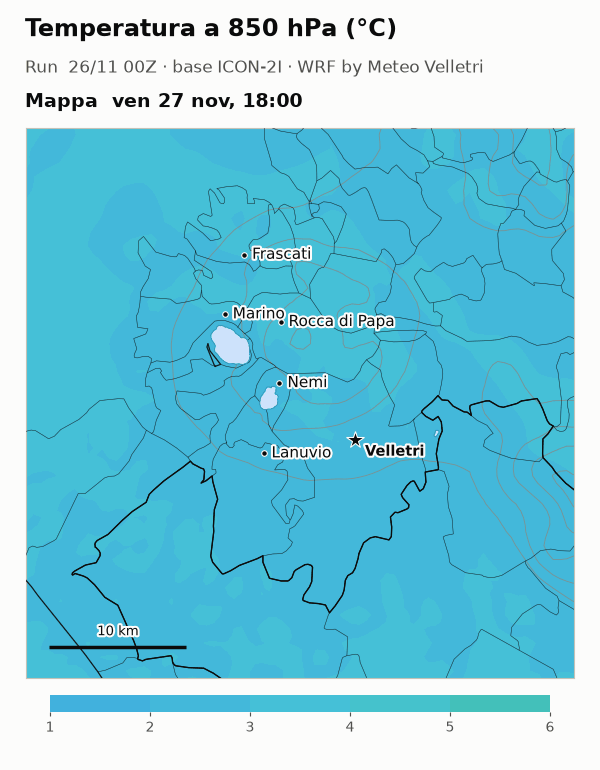 Temperatura a 850 hPa (°C)
Run  26/11 00Z · base ICON-2I · WRF by Meteo Velletri
Mappa  ven 27 nov, 18:00
Frascati
Marino
Rocca di Papa
Nemi
Velletri
Lanuvio
10 km
1 2 3 4 5 6